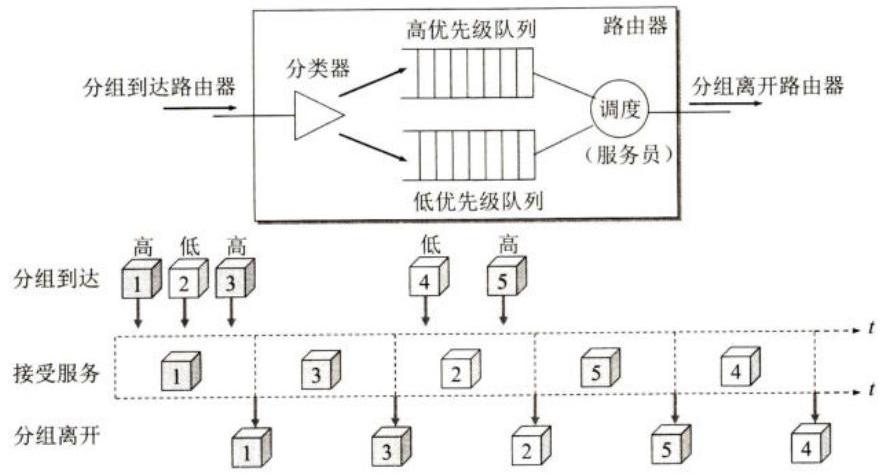 高优先级队列
路由器
分类器
分组到达路由器
分组离开路由器
调度
（服务员）
低优先级队列
高 低 高 低 高
分组到达 1 2 3 4 5
t
接受服务 1 3 2 5 4
t
分组离开 1 3 2 5 4